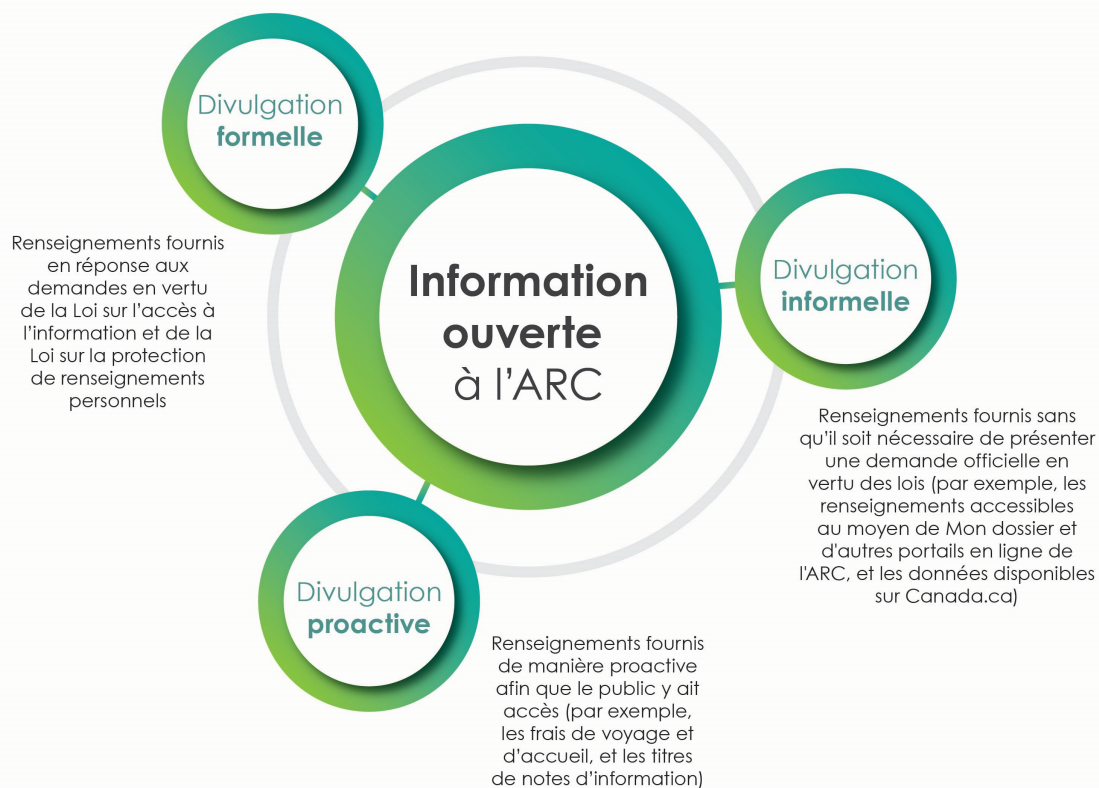 Divulgation
formelle
Renseignements fournis
en réponse aux
demandes en vertu
de la Loi sur l'accès à
l'information et de la
Loi sur la protection
de renseignements
personnels
Information
ouverte
à l'ARC
Divulgation
informelle
Renseignements fournis sans
qu'il soit nécessaire de présenter
une demande officielle en
vertu des lois (par exemple, les
renseignements accessibles
au moyen de Mon dossier et
d'autres portails en ligne de
l'ARC, et les données disponibles
sur Canada.ca)
Divulgation
proactive
Renseignements fournis
de manière proactive
afin que le public y ait
accès (par exemple,
les frais de voyage et
d'accueil, et les titres
de notes d'information)